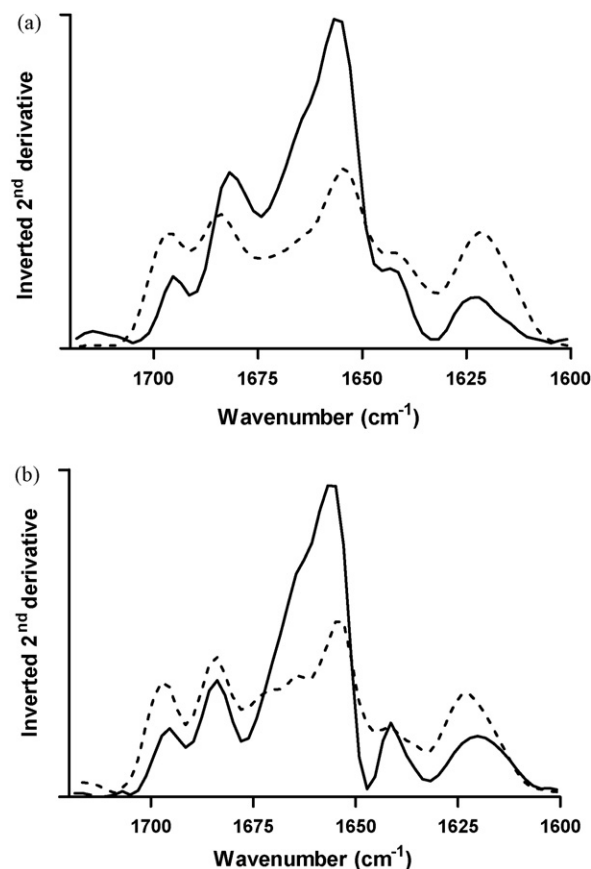 (a)
Inverted 2nd derivative
1700 1675 1650 1625 1600
Wavenumber (cm-1)
(b)
Inverted 2nd derivative
1700 1675 1650 1625 1600
Wavenumber (cm-1)